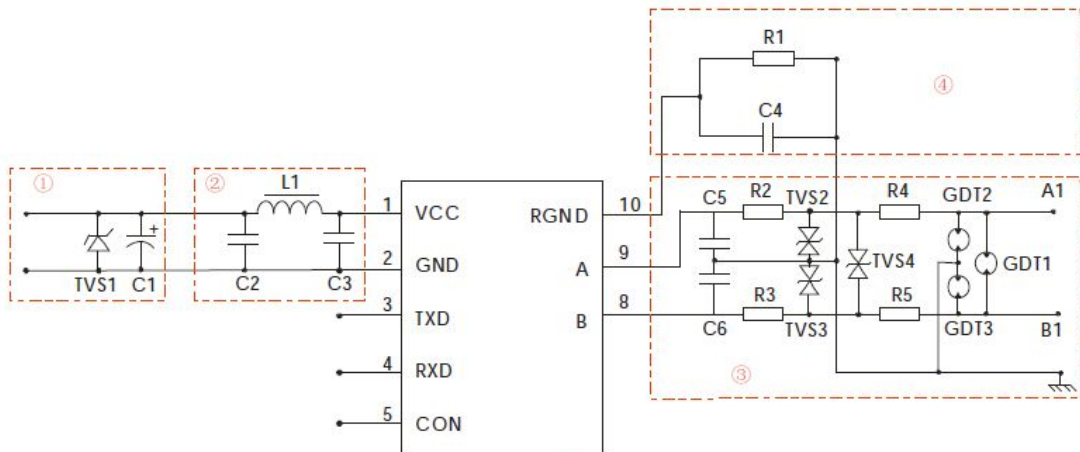 R1
④
C4
①
②
L1
1
VCC
RGND
10
C5
R2
TVS2
R4
GDT2
A1
2
GND
A
9
TVS4
GDT1
TVS1
C1
C2
C3
3
TXD
B
8
C6
R3
TVS3
R5
GDT3
B1
4
RXD
③
5
CON
+